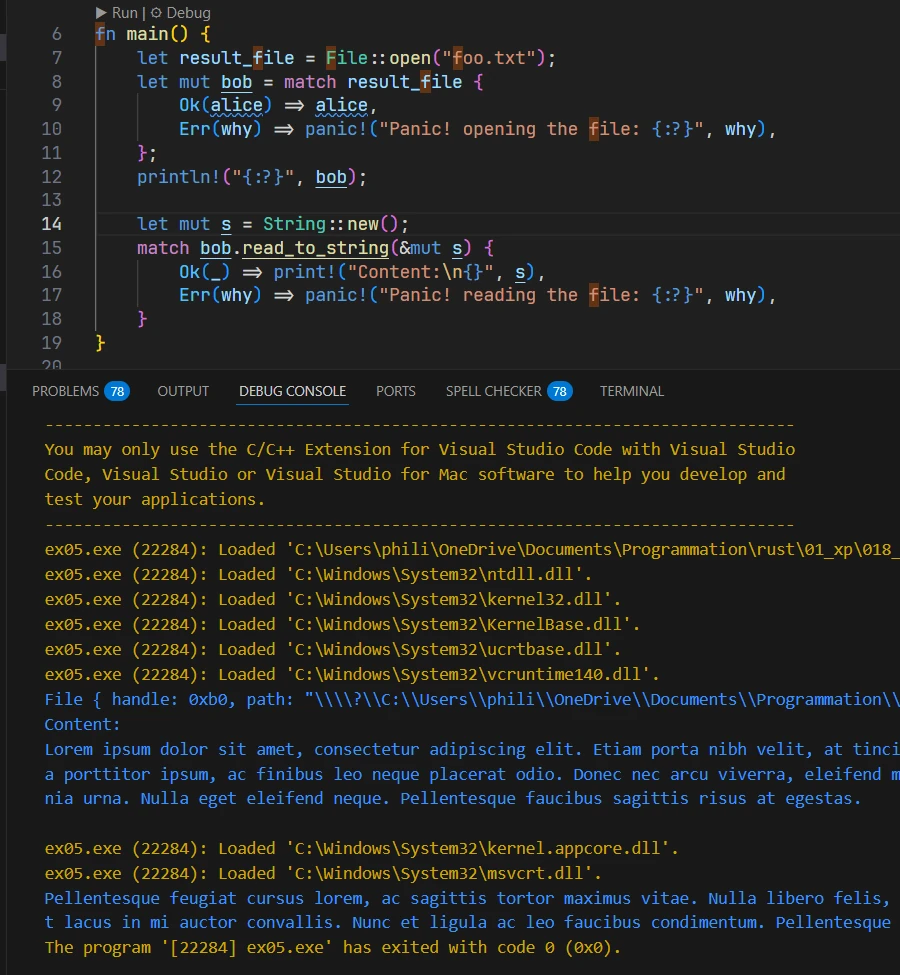 Run | Debug
6 fn main() {
7 let result_file = File::open("foo.txt");
8 let mut bob = match result_file {
9 Ok(alice) => alice,
10 Err(why) => panic!("Panic! opening the file: {:?}", why),
11 };
12 println!("{:?}", bob);
13
14 let mut s = String::new();
15 match bob.read_to_string(&mut s) {
16 Ok(_) => print!("Content:\n{}", s),
17 Err(why) => panic!("Panic! reading the file: {:?}", why),
18 }
19 }
20
PROBLEMS 78 OUTPUT DEBUG CONSOLE PORTS SPELL CHECKER 78 TERMINAL
------------------------------------------------------------------------------
You may only use the C/C++ Extension for Visual Studio Code with Visual Studio
Code, Visual Studio or Visual Studio for Mac software to help you develop and
test your applications.
------------------------------------------------------------------------------
ex05.exe (22284): Loaded 'C:\Users\phili\OneDrive\Documents\Programmation\rust\01_xp\018_
ex05.exe (22284): Loaded 'C:\Windows\System32\ntdll.dll'.
ex05.exe (22284): Loaded 'C:\Windows\System32\kernel32.dll'.
ex05.exe (22284): Loaded 'C:\Windows\System32\KernelBase.dll'.
ex05.exe (22284): Loaded 'C:\Windows\System32\ucrtbase.dll'.
ex05.exe (22284): Loaded 'C:\Windows\System32\vcruntime140.dll'.
File { handle: 0xb0, path: "\\\\?\\C:\\Users\\phili\\OneDrive\\Documents\\Programmation\\
Content:
Lorem ipsum dolor sit amet, consectetur adipiscing elit. Etiam porta nibh velit, at tinci
a porttitor ipsum, ac finibus leo neque placerat odio. Donec nec arcu viverra, eleifend m
nia urna. Nulla eget eleifend neque. Pellentesque faucibus sagittis risus at egestas.
ex05.exe (22284): Loaded 'C:\Windows\System32\kernel.appcore.dll'.
ex05.exe (22284): Loaded 'C:\Windows\System32\msvcrt.dll'.
Pellentesque feugiat cursus lorem, ac sagittis tortor maximus vitae. Nulla libero felis,
t lacus in mi auctor convallis. Nunc et ligula ac leo faucibus condimentum. Pellentesque
The program '[22284] ex05.exe' has exited with code 0 (0x0).